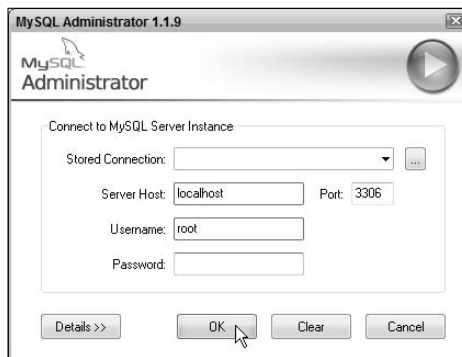 MySQL Administrator 1.1.9
MySQL
Administrator
Connect to MySQL Server Instance
Stored Connection:
...
Server Host: localhost Port: 3306
Username: root
Password:
Details >> OK Clear Cancel